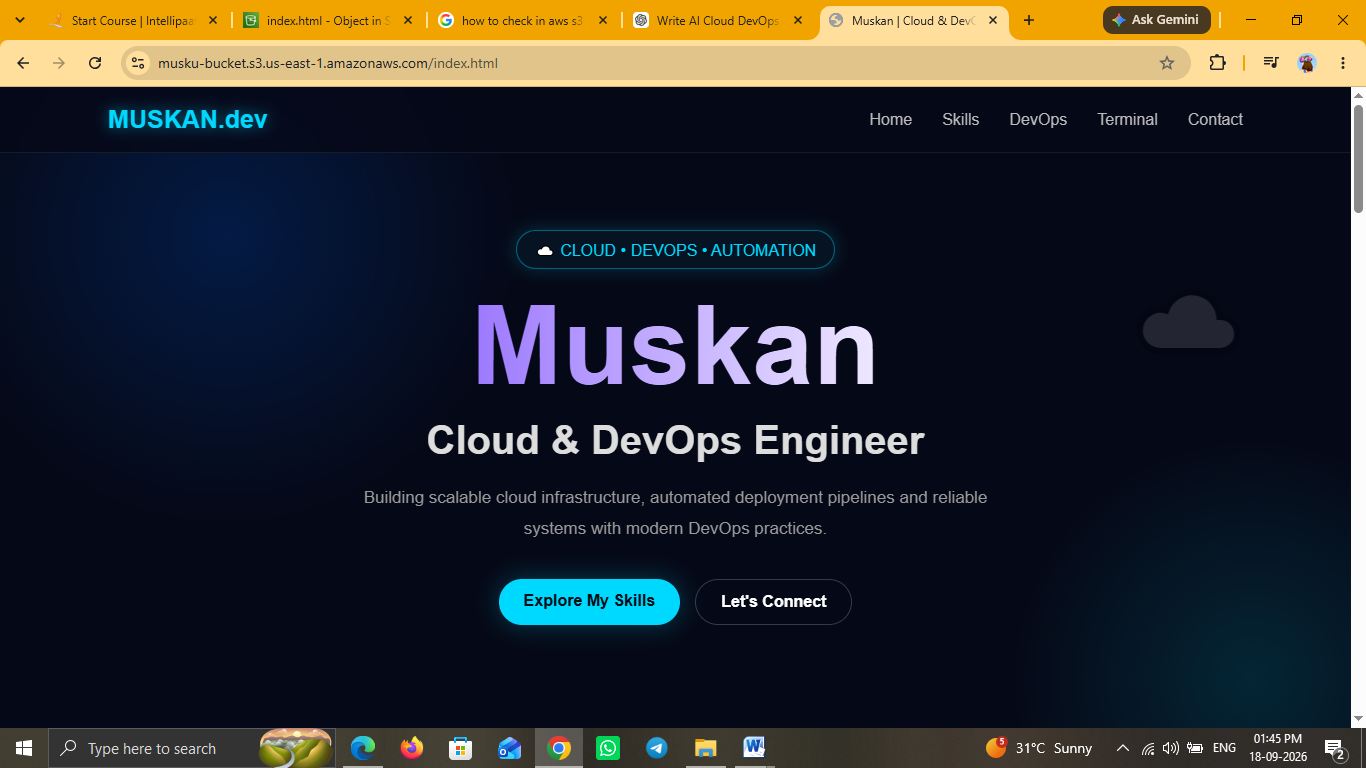 Start Course | Intellipaa
index.html - Object in S
how to check in aws s3
Write AI Cloud DevOps
Muskan | Cloud & DevO
Ask Gemini
musku-bucket.s3.us-east-1.amazonaws.com/index.html
MUSKAN.dev
Home Skills DevOps Terminal Contact
CLOUD • DEVOPS • AUTOMATION
Muskan
Cloud & DevOps Engineer
Building scalable cloud infrastructure, automated deployment pipelines and reliable
systems with modern DevOps practices.
Explore My Skills
Let's Connect
Type here to search
5
31°C Sunny
ENG
01:45 PM
18-09-2026
2